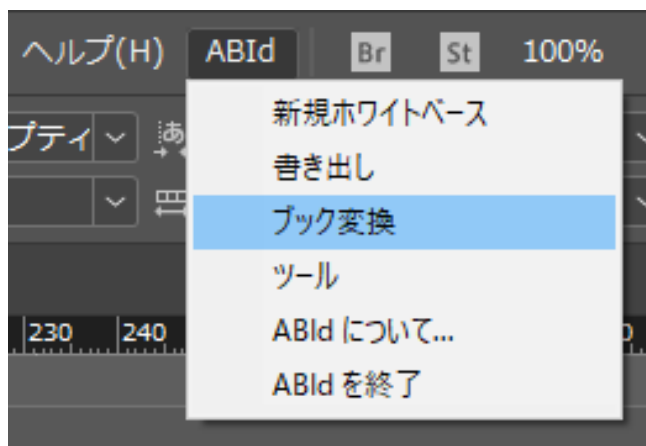 ヘルプ(H) ABId Br St 100%
新規ホワイトベース
プティ あ
書き出し
ブック変換
ツール
230 240
ABId について...
ABId を終了